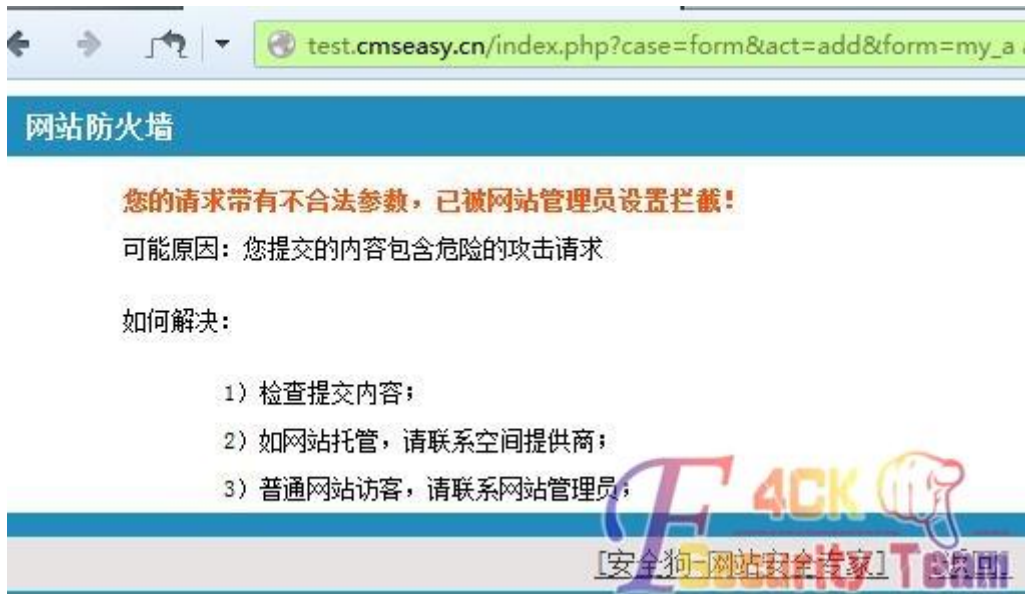 test.cmseasy.cn/index.php?case=form&act=add&form=my_a a
网站防火墙
您的请求带有不合法参数，已被网站管理员设置拦截！
可能原因：您提交的内容包含危险的攻击请求
如何解决：
1）检查提交内容；
2）如网站托管，请联系空间提供商；
3）普通网站访客，请联系网站管理员；
F4CK
[安全狗-网站安全专家] 返回
Security Team